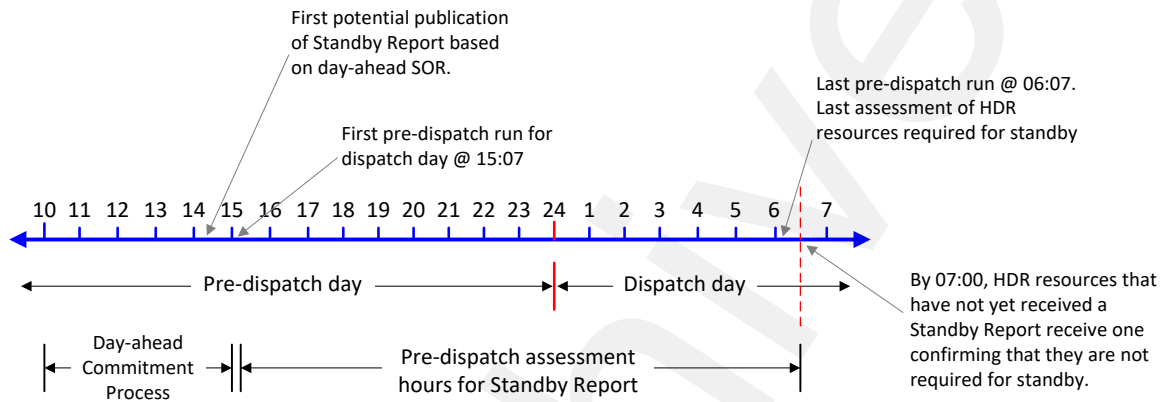 First potential publication
of Standby Report based
on day-ahead SOR.
Last pre-dispatch run @ 06:07.
Last assessment of HDR
resources required for standby
First pre-dispatch run for
dispatch day @ 15:07
10 11 12 13 14 15 16 17 18 19 20 21 22 23 24 1 2 3 4 5 6 7
Pre-dispatch day
Dispatch day
By 07:00, HDR resources that
have not yet received a
Standby Report receive one
confirming that they are not
required for standby.
Day-ahead
Commitment
Process
Pre-dispatch assessment
hours for Standby Report